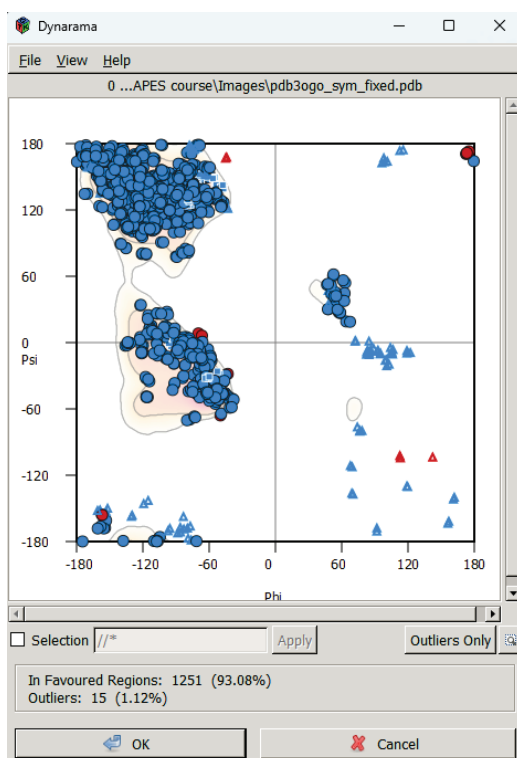 Dynarama
File View Help
0 ...APES course\Images\pdb3ogo_sym_fixed.pdb
180
120
60
0
Psi
-60
-120
-180
-180 -120 -60 0 60 120 180
Phi
Selection //* Apply Outliers Only
In Favoured Regions: 1251 (93.08%)
Outliers: 15 (1.12%)
OK Cancel